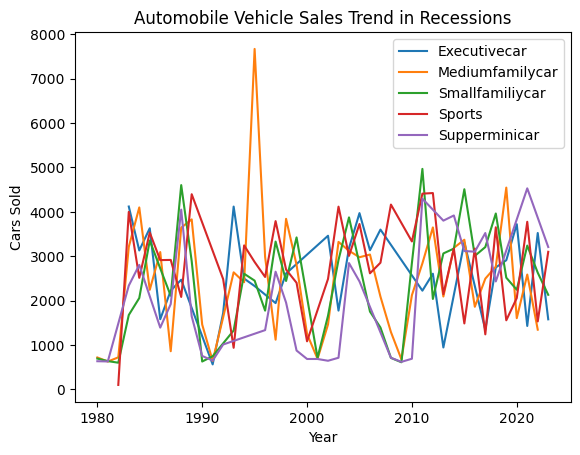 Automobile Vehicle Sales Trend in Recessions
8000
7000
6000
5000
4000
3000
2000
1000
0
Cars Sold
Executivecar
Mediumfamilycar
Smallfamiliycar
Sports
Supperminicar
1980
1990
2000
2010
2020
Year